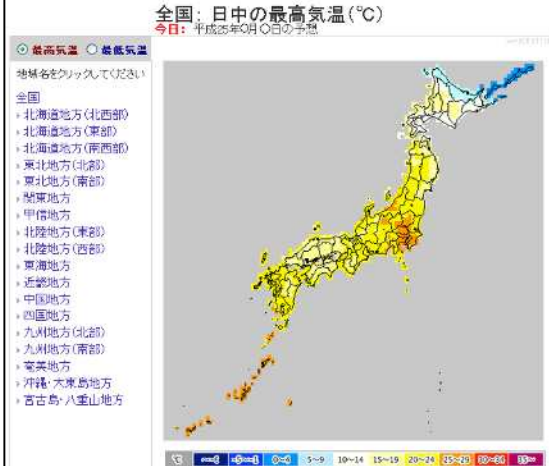 全国: 日中の最高気温(℃)
今日: 平成25年〇月〇日の予想
最高気温 最低気温
地域名をクリックしてください
全国
北海道地方(北西部)
北海道地方(東部)
北海道地方(南西部)
東北地方(北部)
東北地方(南部)
関東地方
甲信地方
北陸地方(東部)
北陸地方(西部)
東海地方
近畿地方
中国地方
四国地方
九州地方(北部)
九州地方(南部)
奄美地方
沖縄・大東島地方
宮古島・八重山地方
℃ -5~-1 0~4 5~9 10~14 15~19 20~24 25~29 30~34 35~